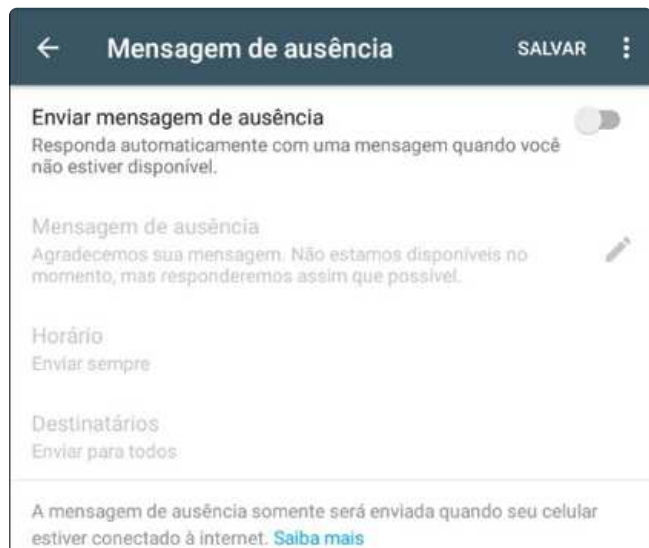 Mensagem de ausência SALVAR
Enviar mensagem de ausência
Responda automaticamente com uma mensagem quando você
não estiver disponível.
Mensagem de ausência
Agradecemos sua mensagem. Não estamos disponíveis no
momento, mas responderemos assim que possível.
Horário
Enviar sempre
Destinatários
Enviar para todos
A mensagem de ausência somente será enviada quando seu celular
estiver conectado à internet. Saiba mais